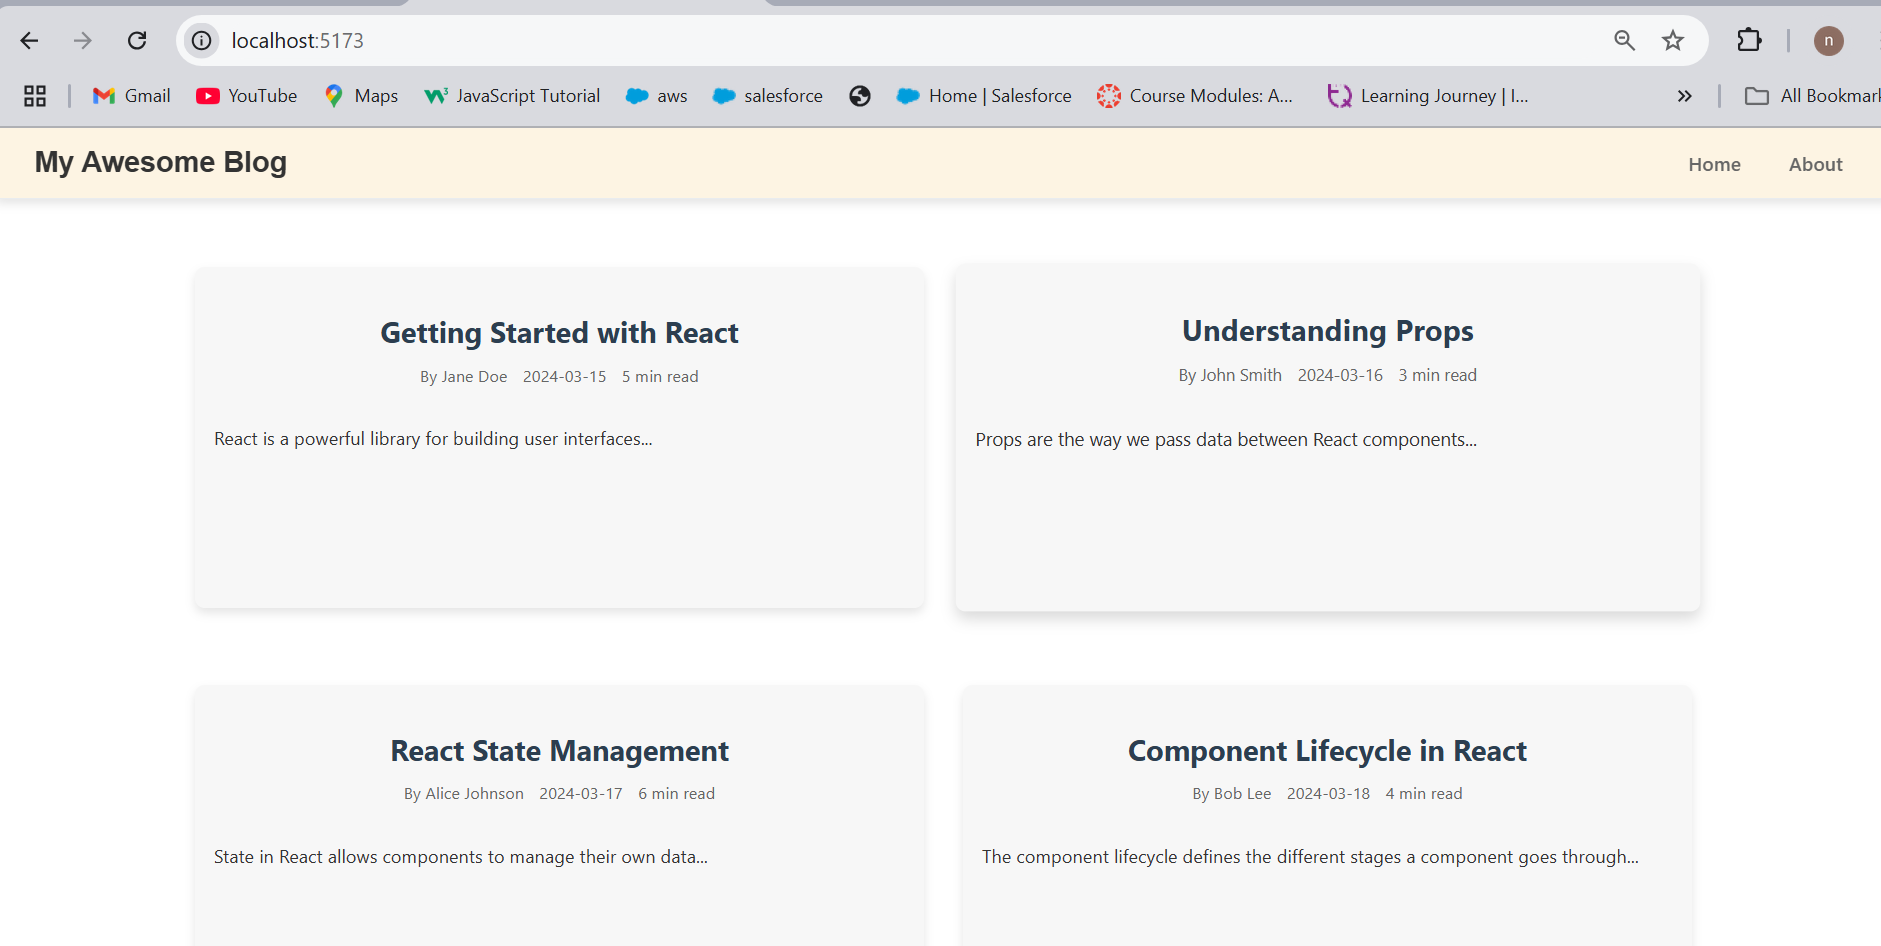 localhost:5173
n
Gmail YouTube Maps JavaScript Tutorial aws salesforce Home | Salesforce Course Modules: A... Learning Journey | I... » All Bookmar
My Awesome Blog Home About
Getting Started with React
By Jane Doe 2024-03-15 5 min read
React is a powerful library for building user interfaces...
Understanding Props
By John Smith 2024-03-16 3 min read
Props are the way we pass data between React components...
React State Management
By Alice Johnson 2024-03-17 6 min read
State in React allows components to manage their own data...
Component Lifecycle in React
By Bob Lee 2024-03-18 4 min read
The component lifecycle defines the different stages a component goes through...